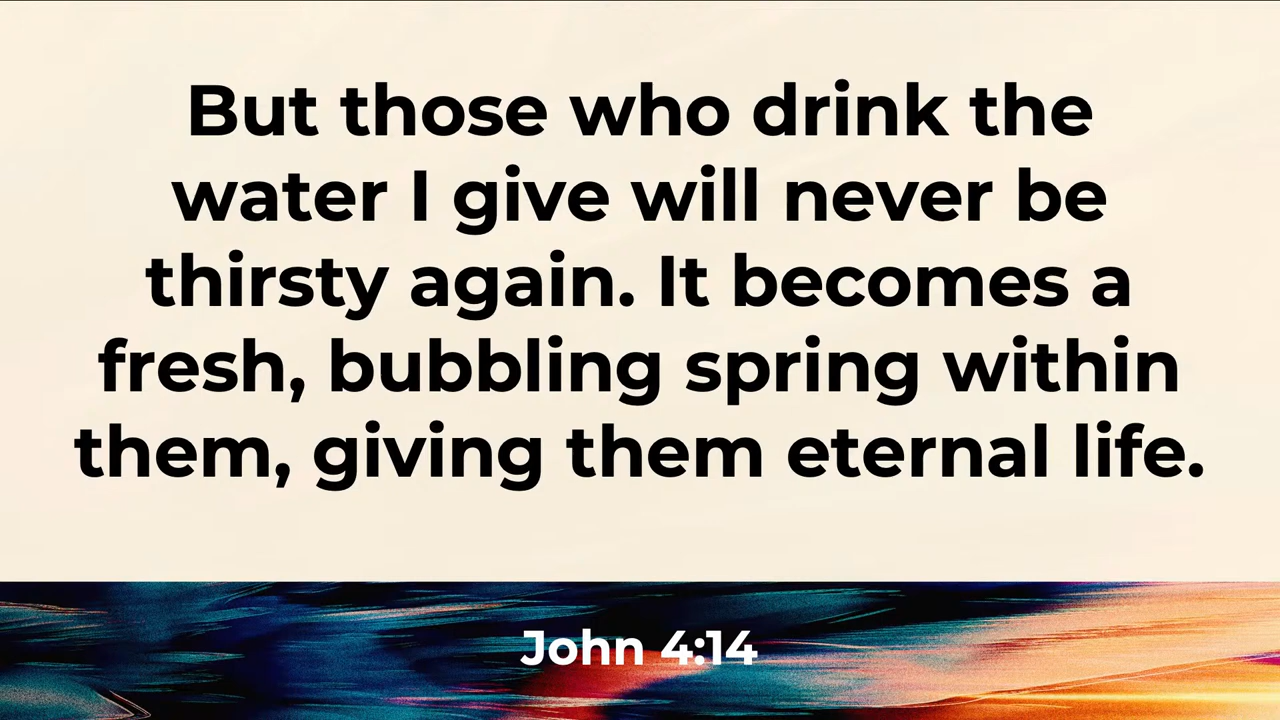 But those who drink the
water I give will never be
thirsty again. It becomes a
fresh, bubbling spring within
them, giving them eternal life.
John 4:14